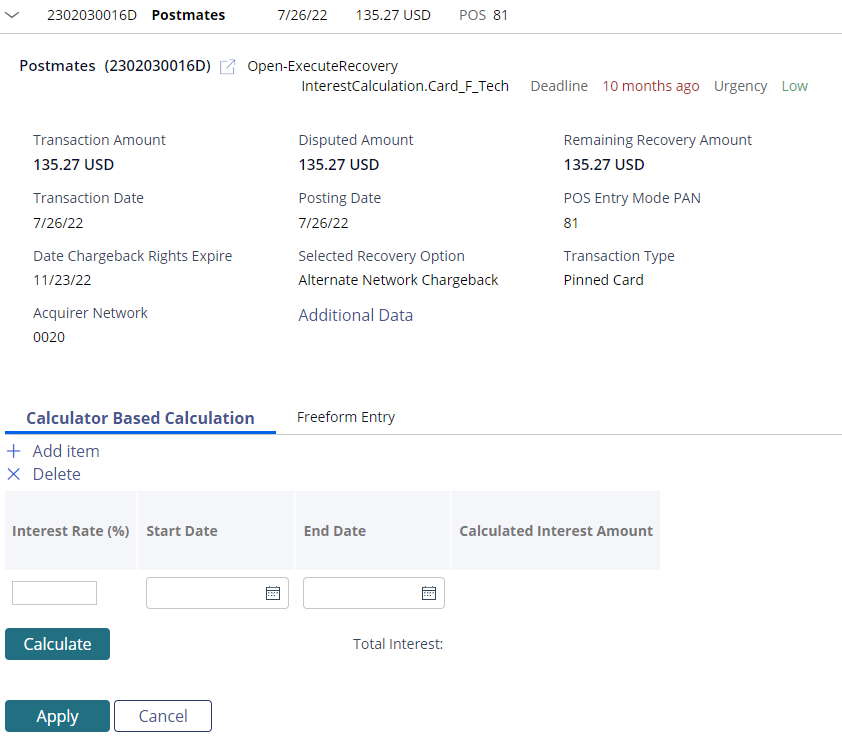 2302030016D Postmates 7/26/22 135.27 USD POS 81
Postmates (2302030016D) Open-ExecuteRecovery
InterestCalculation.Card_F_Tech Deadline 10 months ago Urgency Low
Transaction Amount Disputed Amount Remaining Recovery Amount
135.27 USD 135.27 USD 135.27 USD
Transaction Date Posting Date POS Entry Mode PAN
7/26/22 7/26/22 81
Date Chargeback Rights Expire Selected Recovery Option Transaction Type
11/23/22 Alternate Network Chargeback Pinned Card
Acquirer Network Additional Data
0020
Calculator Based Calculation Freeform Entry
Add item
Delete
Interest Rate (%) Start Date End Date Calculated Interest Amount
Calculate Total Interest:
Apply Cancel